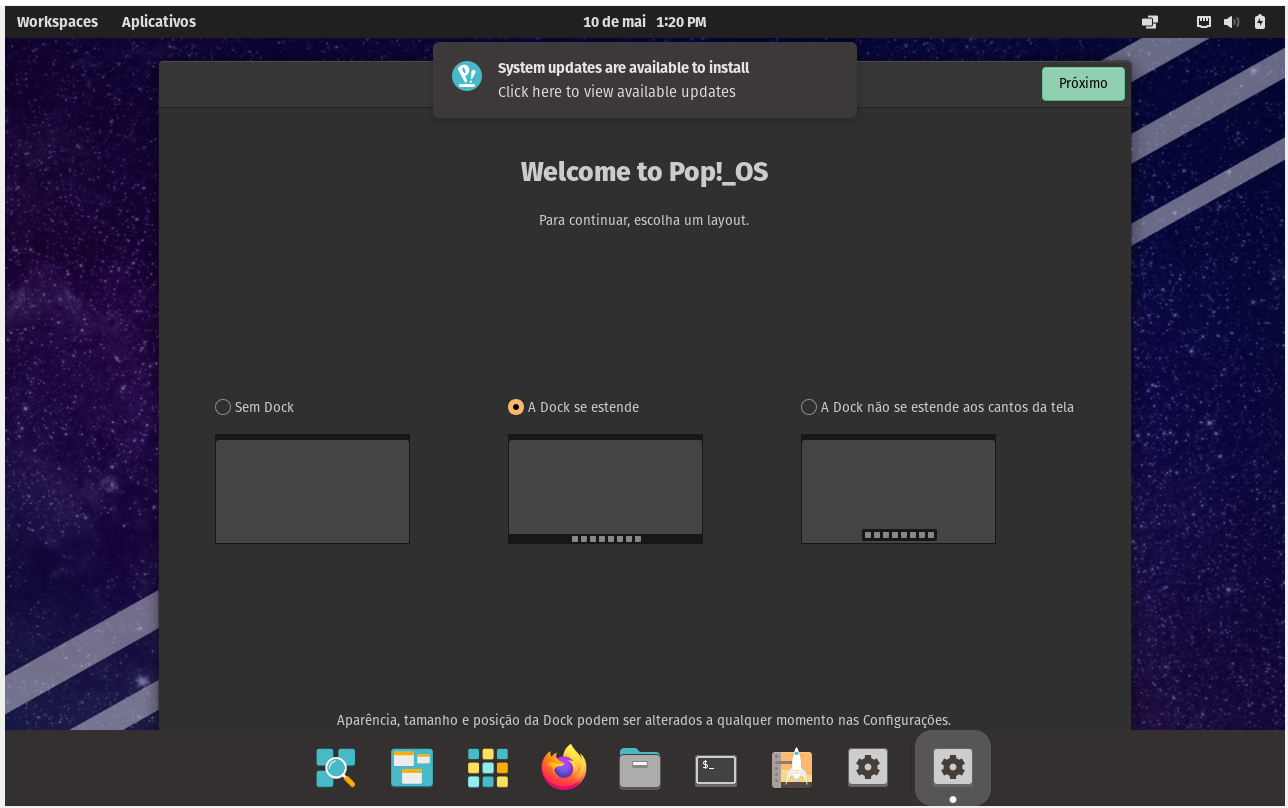 Workspaces Aplicativos 10 de mai 1:20 PM
System updates are available to install
Click here to view available updates
Próximo
Welcome to Pop!_OS
Para continuar, escolha um layout.
Sem Dock A Dock se estende A Dock não se estende aos cantos da tela
Aparência, tamanho e posição da Dock podem ser alterados a qualquer momento nas Configurações.
$_